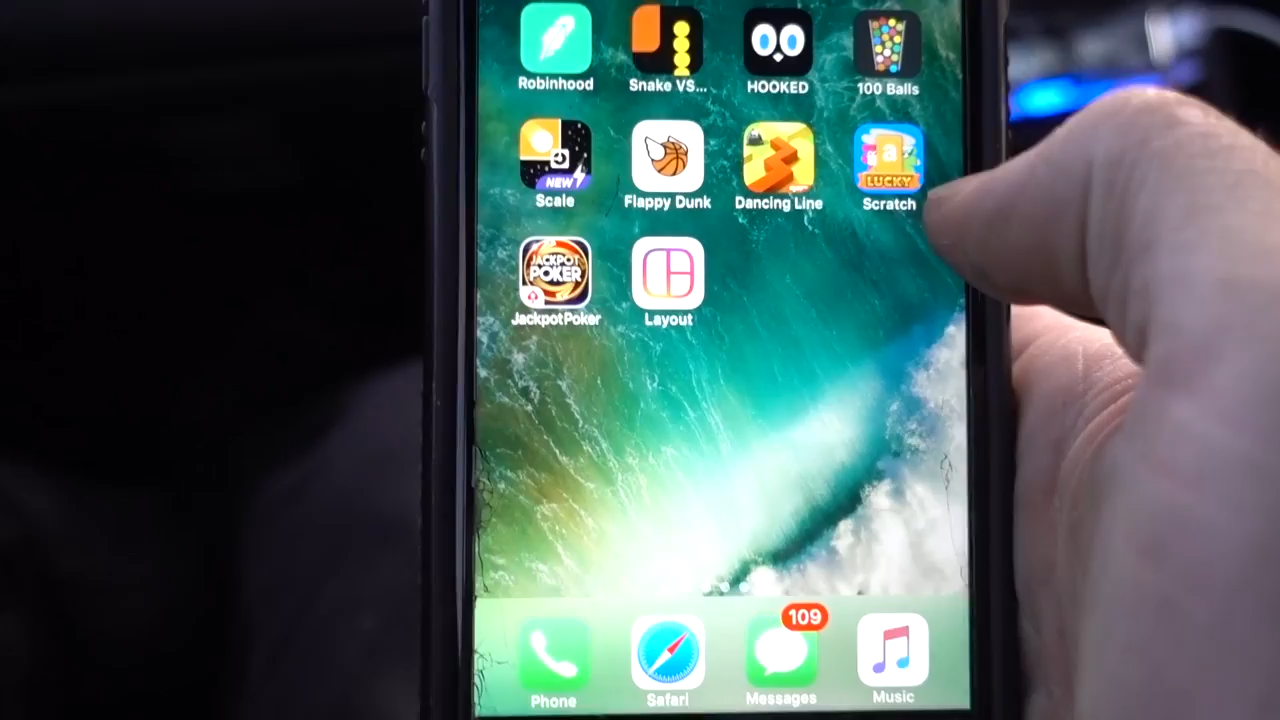 Robinhood
Snake VS...
HOOKED
100 Balls
NEW
a
LUCKY
Scale
Flappy Dunk
Dancing Line
Scratch
JACKPOT
POKER
JackpotPoker
Layout
109
Phone
Safari
Messages
Music